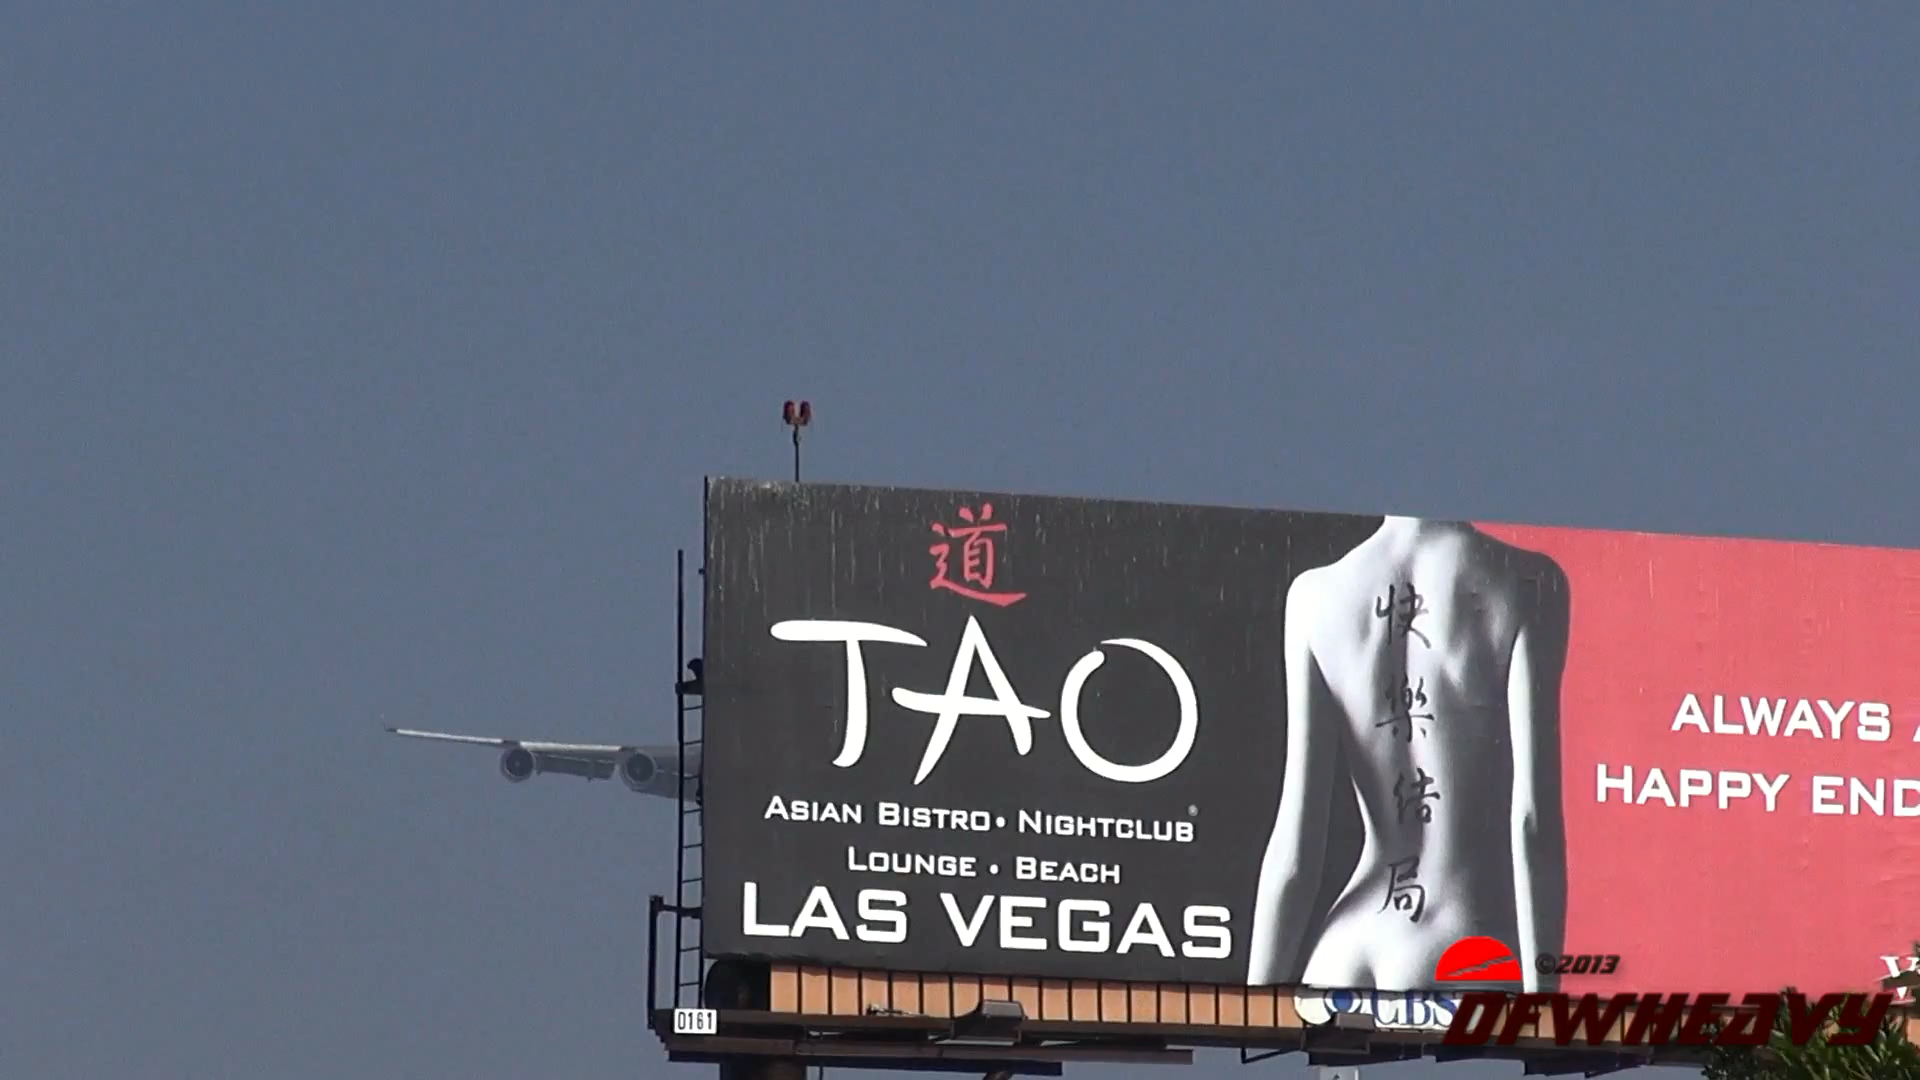 道
TAO
ASIAN BISTRO • NIGHTCLUB
LOUNGE • BEACH
LAS VEGAS
快
樂
结
局
ALWAYS
HAPPY END
0161
CBS
©2013
DFWHEAVY